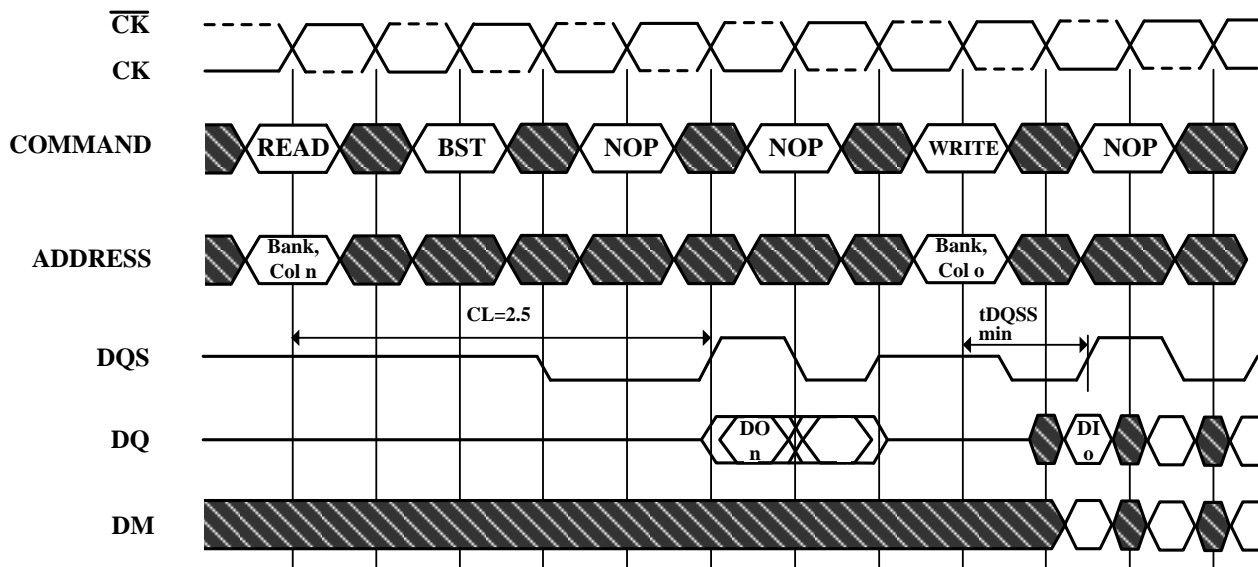 CK
CK
COMMAND READ BST NOP NOP WRITE NOP
ADDRESS Bank, Col n Bank, Col o
CL=2.5 tDQSS min
DQS
DQ DO n DI o
DM